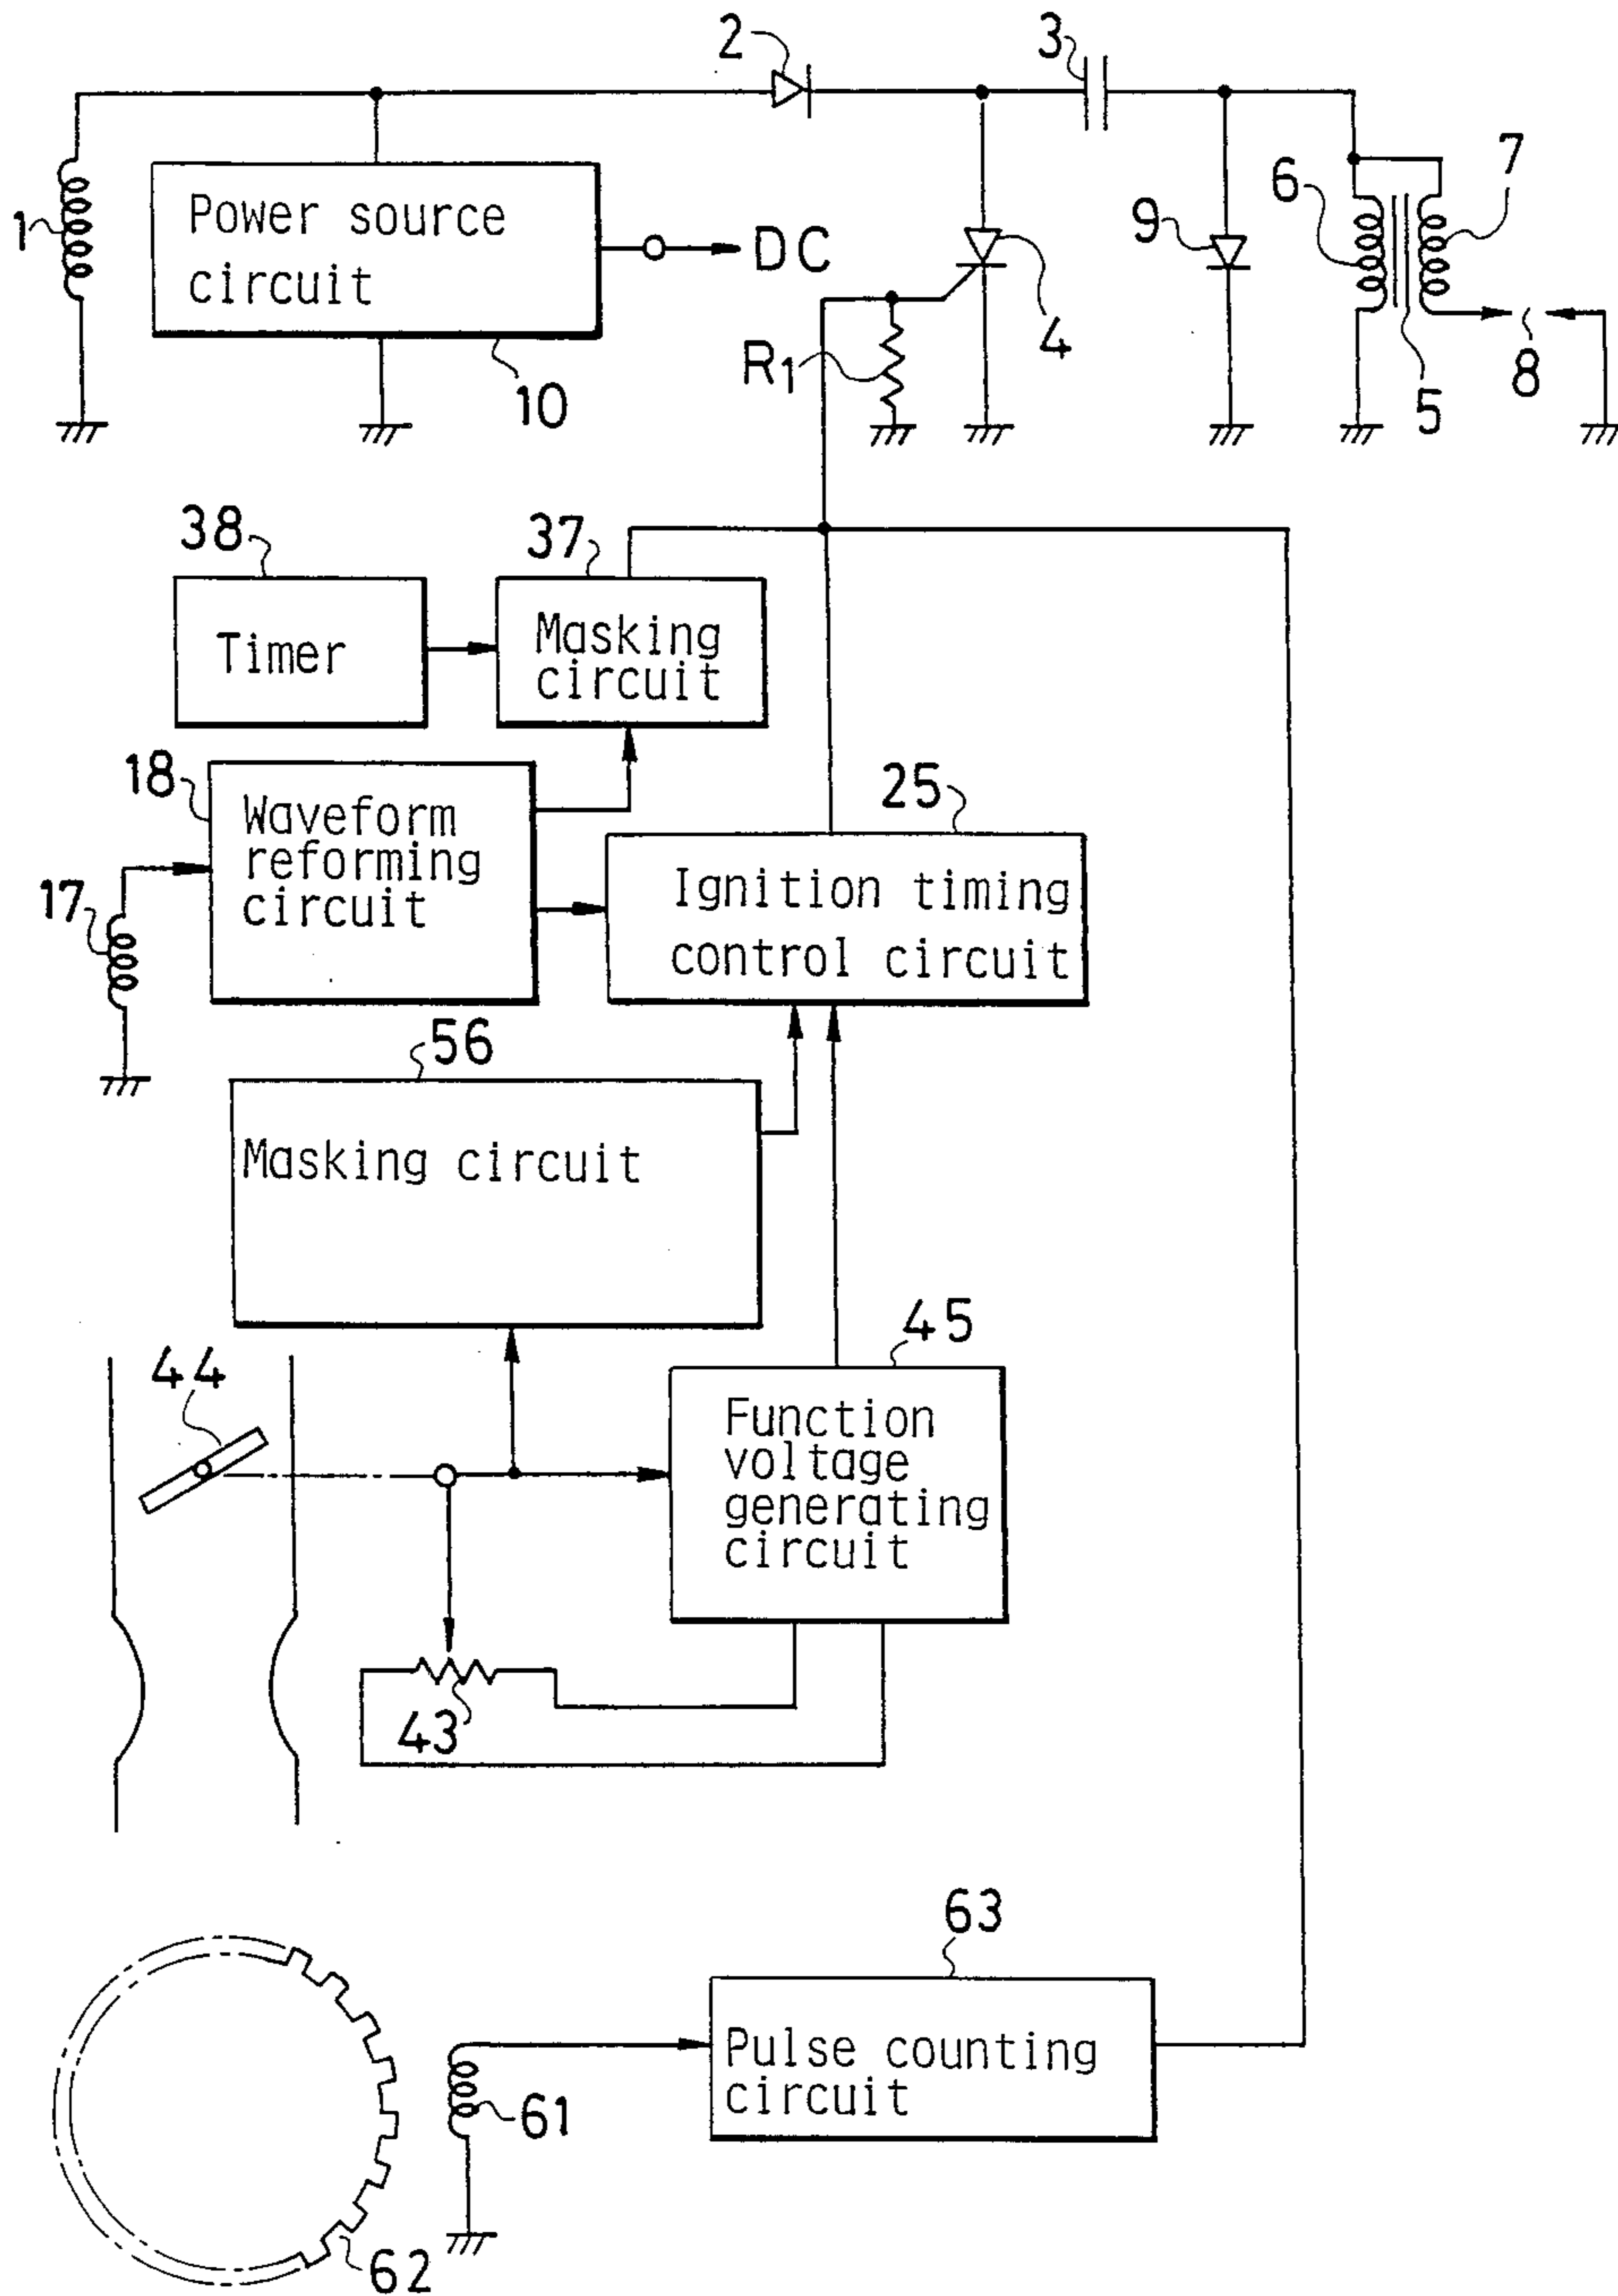 2
3
1
Power source
circuit
DC
10
R1
4
9
6
7
5
8
38
37
Timer
Masking
circuit
18
Waveform
reforming
circuit
17
25
Ignition timing
control circuit
56
Masking circuit
44
45
Function
voltage
generating
circuit
43
63
Pulse counting
circuit
61
62